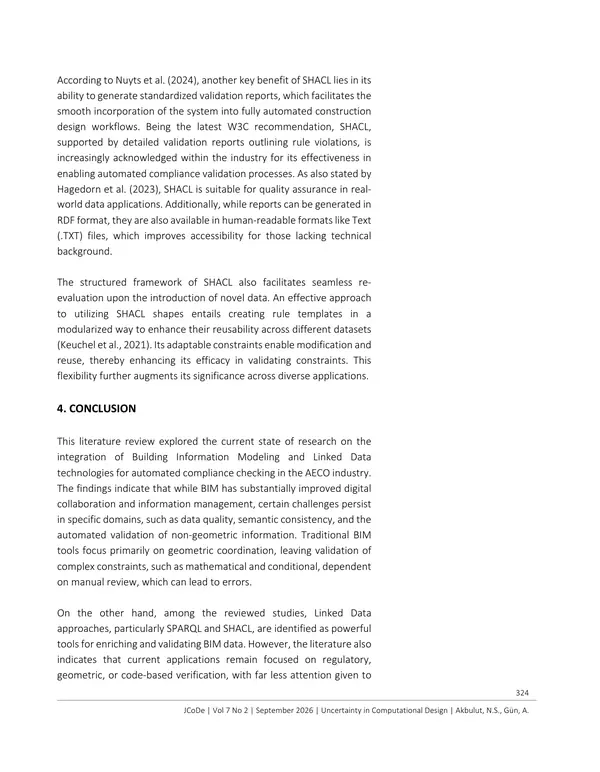 According to Nuyts et al. (2024), another key benefit of SHACL lies in its
ability to generate standardized validation reports, which facilitates the
smooth incorporation of the system into fully automated construction
design workflows. Being the latest W3C recommendation, SHACL,
supported by detailed validation reports outlining rule violations, is
increasingly acknowledged within the industry for its effectiveness in
enabling automated compliance validation processes. As also stated by
Hagedorn et al. (2023), SHACL is suitable for quality assurance in real-
world data applications. Additionally, while reports can be generated in
RDF format, they are also available in human-readable formats like Text
(.TXT) files, which improves accessibility for those lacking technical
background.
The structured framework of SHACL also facilitates seamless re-
evaluation upon the introduction of novel data. An effective approach
to utilizing SHACL shapes entails creating rule templates in a
modularized way to enhance their reusability across different datasets
(Keuchel et al., 2021). Its adaptable constraints enable modification and
reuse, thereby enhancing its efficacy in validating constraints. This
flexibility further augments its significance across diverse applications.
4. CONCLUSION
This literature review explored the current state of research on the
integration of Building Information Modeling and Linked Data
technologies for automated compliance checking in the AECO industry.
The findings indicate that while BIM has substantially improved digital
collaboration and information management, certain challenges persist
in specific domains, such as data quality, semantic consistency, and the
automated validation of non-geometric information. Traditional BIM
tools focus primarily on geometric coordination, leaving validation of
complex constraints, such as mathematical and conditional, dependent
on manual review, which can lead to errors.
On the other hand, among the reviewed studies, Linked Data
approaches, particularly SPARQL and SHACL, are identified as powerful
tools for enriching and validating BIM data. However, the literature also
indicates that current applications remain focused on regulatory,
geometric, or code-based verification, with far less attention given to
324
JCoDe | Vol 7 No 2 | September 2026 | Uncertainty in Computational Design | Akbulut, N.S., Gün, A.